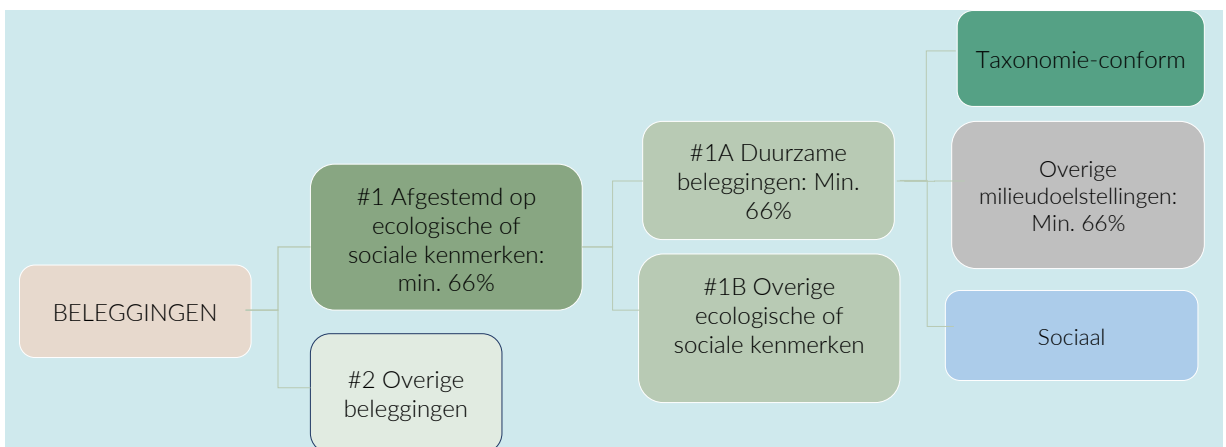 BELEGGINGEN
#1 Afgestemd op
ecologische of
sociale kenmerken:
min. 66%
#2 Overige
beleggingen
#1A Duurzame
beleggingen: Min.
66%
#1B Overige
ecologische of
sociale kenmerken
Taxonomie-conform
Overige
milieudoelstellingen:
Min. 66%
Sociaal